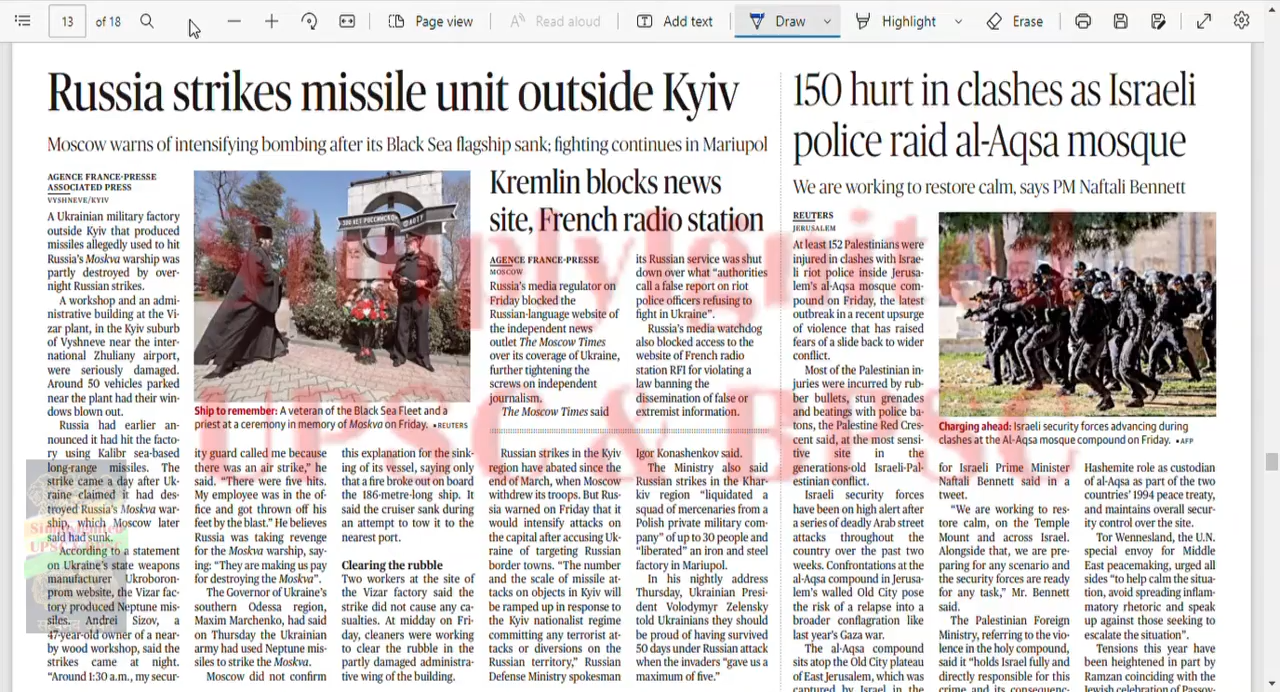 13 of 18
Page view
Read aloud
Add text
Draw
Highlight
Erase
Russia strikes missile unit outside Kyiv
Moscow warns of intensifying bombing after its Black Sea flagship sank; fighting continues in Mariupol
AGENCE FRANCE-PRESSE
ASSOCIATED PRESS
VYSHNEVE/KYIV
A Ukrainian military factory
outside Kyiv that produced
missiles allegedly used to hit
Russia's Moskva warship was
partly destroyed by over-
night Russian strikes.
A workshop and an admi-
nistrative building at the Vi-
zar plant, in the Kyiv suburb
of Vyshneve near the inter-
national Zhuliany airport,
were seriously damaged.
Around 50 vehicles parked
near the plant had their win-
dows blown out.
Russia had earlier an-
nounced it had hit the facto-
ry using Kalibr sea-based
long-range missiles. The
strike came a day after Uk-
raine claimed it had des-
troyed Russia's Moskva war-
ship, which Moscow later
said had sunk.
According to a statement
on Ukraine's state weapons
manufacturer Ukroboron-
prom website, the Vizar fac-
tory produced Neptune mis-
siles. Andrei Sizov, a
47-year-old owner of a near-
by wood workshop, said the
strikes came at night.
"Around 1:30 a.m., my secur-
Ship to remember: A veteran of the Black Sea Fleet and a
priest at a ceremony in memory of Moskva on Friday. •REUTERS
ity guard called me because
there was an air strike," he
said. "There were five hits.
My employee was in the of-
fice and got thrown off his
feet by the blast." He believes
Russia was taking revenge
for the Moskva warship, say-
ing: "They are making us pay
for destroying the Moskva".
The Governor of Ukraine's
southern Odessa region,
Maxim Marchenko, had said
on Thursday the Ukrainian
army had used Neptune mis-
siles to strike the Moskva.
Moscow did not confirm
this explanation for the sink-
ing of its vessel, saying only
that a fire broke out on board
the 186-metre-long ship. It
said the cruiser sank during
an attempt to tow it to the
nearest port.
Clearing the rubble
Two workers at the site of
the Vizar factory said the
strike did not cause any ca-
sualties. At midday on Fri-
day, cleaners were working
to clear the rubble in the
partly damaged administra-
tive wing of the building.
Kremlin blocks news
site, French radio station
AGENCE FRANCE-PRESSE
MOSCOW
Russia's media regulator on
Friday blocked the
Russian-language website of
the independent news
outlet The Moscow Times
over its coverage of Ukraine,
further tightening the
screws on independent
journalism.
The Moscow Times said
its Russian service was shut
down over what "authorities
call a false report on riot
police officers refusing to
fight in Ukraine".
Russia's media watchdog
also blocked access to the
website of French radio
station RFI for violating a
law banning the
dissemination of false or
extremist information.
Russian strikes in the Kyiv
region have abated since the
end of March, when Moscow
withdrew its troops. But Rus-
sia warned on Friday that it
would intensify attacks on
the capital after accusing Uk-
raine of targeting Russian
border towns. "The number
and the scale of missile at-
tacks on objects in Kyiv will
be ramped up in response to
the Kyiv nationalist regime
committing any terrorist at-
tacks or diversions on the
Russian territory," Russian
Defense Ministry spokesman
Igor Konashenkov said.
The Ministry also said
Russian strikes in the Khar-
kiv region "liquidated a
squad of mercenaries from a
Polish private military com-
pany" of up to 30 people and
"liberated" an iron and steel
factory in Mariupol.
In his nightly address
Thursday, Ukrainian Presi-
dent Volodymyr Zelensky
told Ukrainians they should
be proud of having survived
50 days under Russian attack
when the invaders "gave us a
maximum of five."
150 hurt in clashes as Israeli
police raid al-Aqsa mosque
We are working to restore calm, says PM Naftali Bennett
REUTERS
JERUSALEM
At least 152 Palestinians were
injured in clashes with Israe-
li riot police inside Jerusa-
lem's al-Aqsa mosque com-
pound on Friday, the latest
outbreak in a recent upsurge
of violence that has raised
fears of a slide back to wider
conflict.
Most of the Palestinian in-
juries were incurred by rub-
ber bullets, stun grenades
and beatings with police ba-
tons, the Palestine Red Cres-
cent said, at the most sensi-
tive site in the
generations-old Israeli-Pal-
estinian conflict.
Israeli security forces
have been on high alert after
a series of deadly Arab street
attacks throughout the
country over the past two
weeks. Confrontations at the
al-Aqsa compound in Jerusa-
lem's walled Old City pose
the risk of a relapse into a
broader conflagration like
last year's Gaza war.
The al-Aqsa compound
sits atop the Old City plateau
of East Jerusalem, which was
captured by Israel in the
Charging ahead: Israeli security forces advancing during
clashes at the Al-Aqsa mosque compound on Friday. •AFP
for Israeli Prime Minister
Naftali Bennett said in a
tweet.
"We are working to res-
tore calm, on the Temple
Mount and across Israel.
Alongside that, we are pre-
paring for any scenario and
the security forces are ready
for any task," Mr. Bennett
said.
The Palestinian Foreign
Ministry, referring to the vio-
lence in the holy compound,
said it "holds Israel fully and
directly responsible for this
crime and its consequenc-
Hashemite role as custodian
of al-Aqsa as part of the two
countries' 1994 peace treaty,
and maintains overall secur-
ity control over the site.
Tor Wennesland, the U.N.
special envoy for Middle
East peacemaking, urged all
sides "to help calm the situa-
tion, avoid spreading inflam-
matory rhetoric and speak
up against those seeking to
escalate the situation".
Tensions this year have
been heightened in part by
Ramzan coinciding with the
Jewish celebration of Passov-
SimplyIgnited
UPSC & BPSC